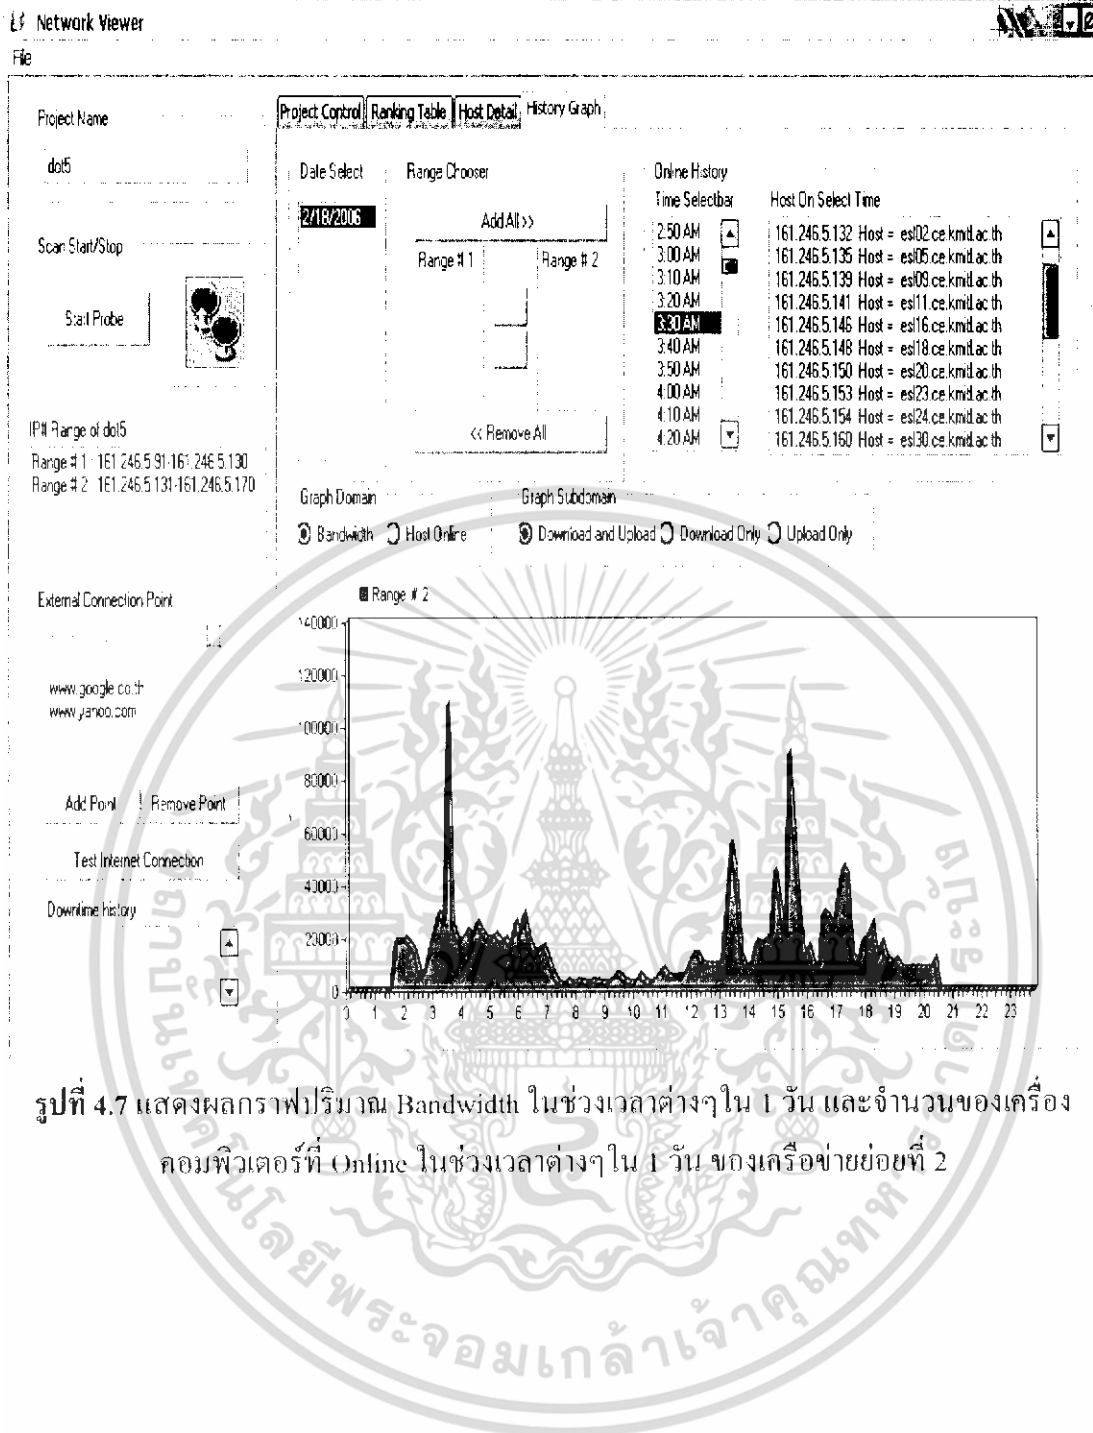 Network Viewer
File
Project Name
dot5
Scan Start/Stop
Start Probe
IP# Range of dot5
Range # 1 : 161.246.5.91-161.246.5.130
Range # 2 : 161.246.5.131-161.246.5.170
External Connection Point
www.google.co.th
www.yahoo.com
Add Point Remove Point
Test Internet Connection
Downtime history
Project Control Ranking Table Host Detail History Graph
Date Select
2/18/2006
Range Chooser
Add All >>
Range # 1 Range # 2
<< Remove All
Online History
Time Selectbar
2:50 AM
3:00 AM
3:10 AM
3:20 AM
3:30 AM
3:40 AM
3:50 AM
4:00 AM
4:10 AM
4:20 AM
Host On Select Time
161.246.5.132 Host = esl02.ce.kmitl.ac.th
161.246.5.135 Host = esl05.ce.kmitl.ac.th
161.246.5.139 Host = esl09.ce.kmitl.ac.th
161.246.5.141 Host = esl11.ce.kmitl.ac.th
161.246.5.146 Host = esl16.ce.kmitl.ac.th
161.246.5.148 Host = esl18.ce.kmitl.ac.th
161.246.5.150 Host = esl20.ce.kmitl.ac.th
161.246.5.153 Host = esl23.ce.kmitl.ac.th
161.246.5.154 Host = esl24.ce.kmitl.ac.th
161.246.5.160 Host = esl30.ce.kmitl.ac.th
Graph Domain
Bandwidth Host Online
Graph Subdomain
Download and Upload Download Only Upload Only
Range # 2
140000
120000
100000
80000
60000
40000
20000
0
0 1 2 3 4 5 6 7 8 9 10 11 12 13 14 15 16 17 18 19 20 21 22 23
รูปที่ 4.7 แสดงผลกราฟปริมาณ Bandwidth ในช่วงเวลาต่างๆใน 1 วัน และจำนวนของเครื่อง
คอมพิวเตอร์ที่ Online ในช่วงเวลาต่างๆใน 1 วัน ของเครือข่ายย่อยที่ 2